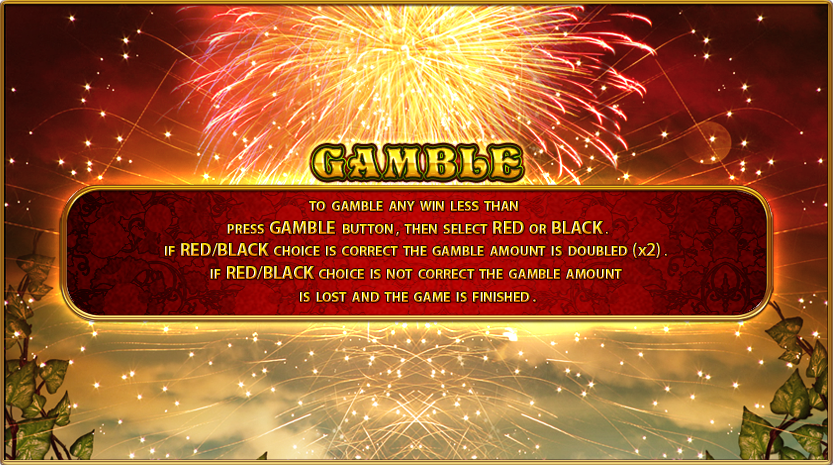 GAMBLE
TO GAMBLE ANY WIN LESS THAN
PRESS GAMBLE BUTTON, THEN SELECT RED OR BLACK.
IF RED/BLACK CHOICE IS CORRECT THE GAMBLE AMOUNT IS DOUBLED (x2).
IF RED/BLACK CHOICE IS NOT CORRECT THE GAMBLE AMOUNT
IS LOST AND THE GAME IS FINISHED.